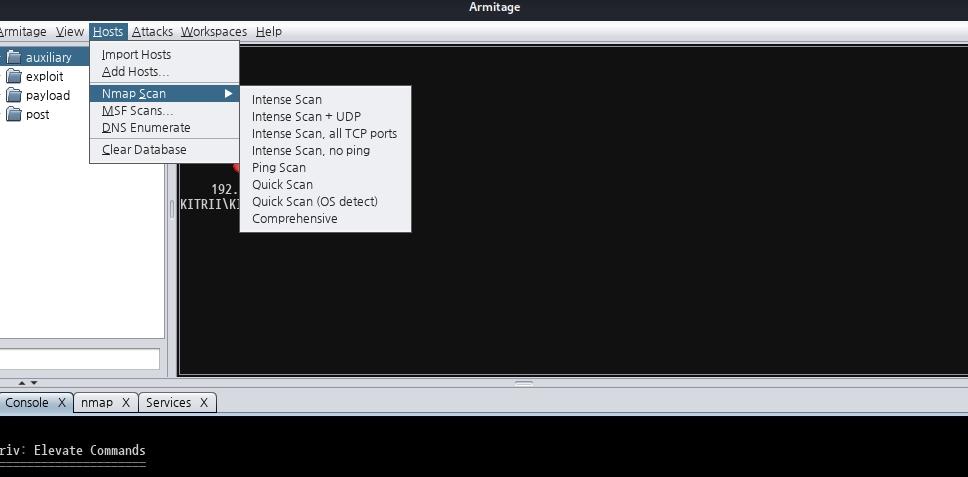 Armitage
Armitage View Hosts Attacks Workspaces Help
auxiliary
exploit
payload
post
Import Hosts
Add Hosts...
Nmap Scan
MSF Scans...
DNS Enumerate
Clear Database
Intense Scan
Intense Scan + UDP
Intense Scan, all TCP ports
Intense Scan, no ping
Ping Scan
Quick Scan
Quick Scan (OS detect)
Comprehensive
192.
KITRII\KI
Console X nmap X Services X
riv: Elevate Commands
=====================